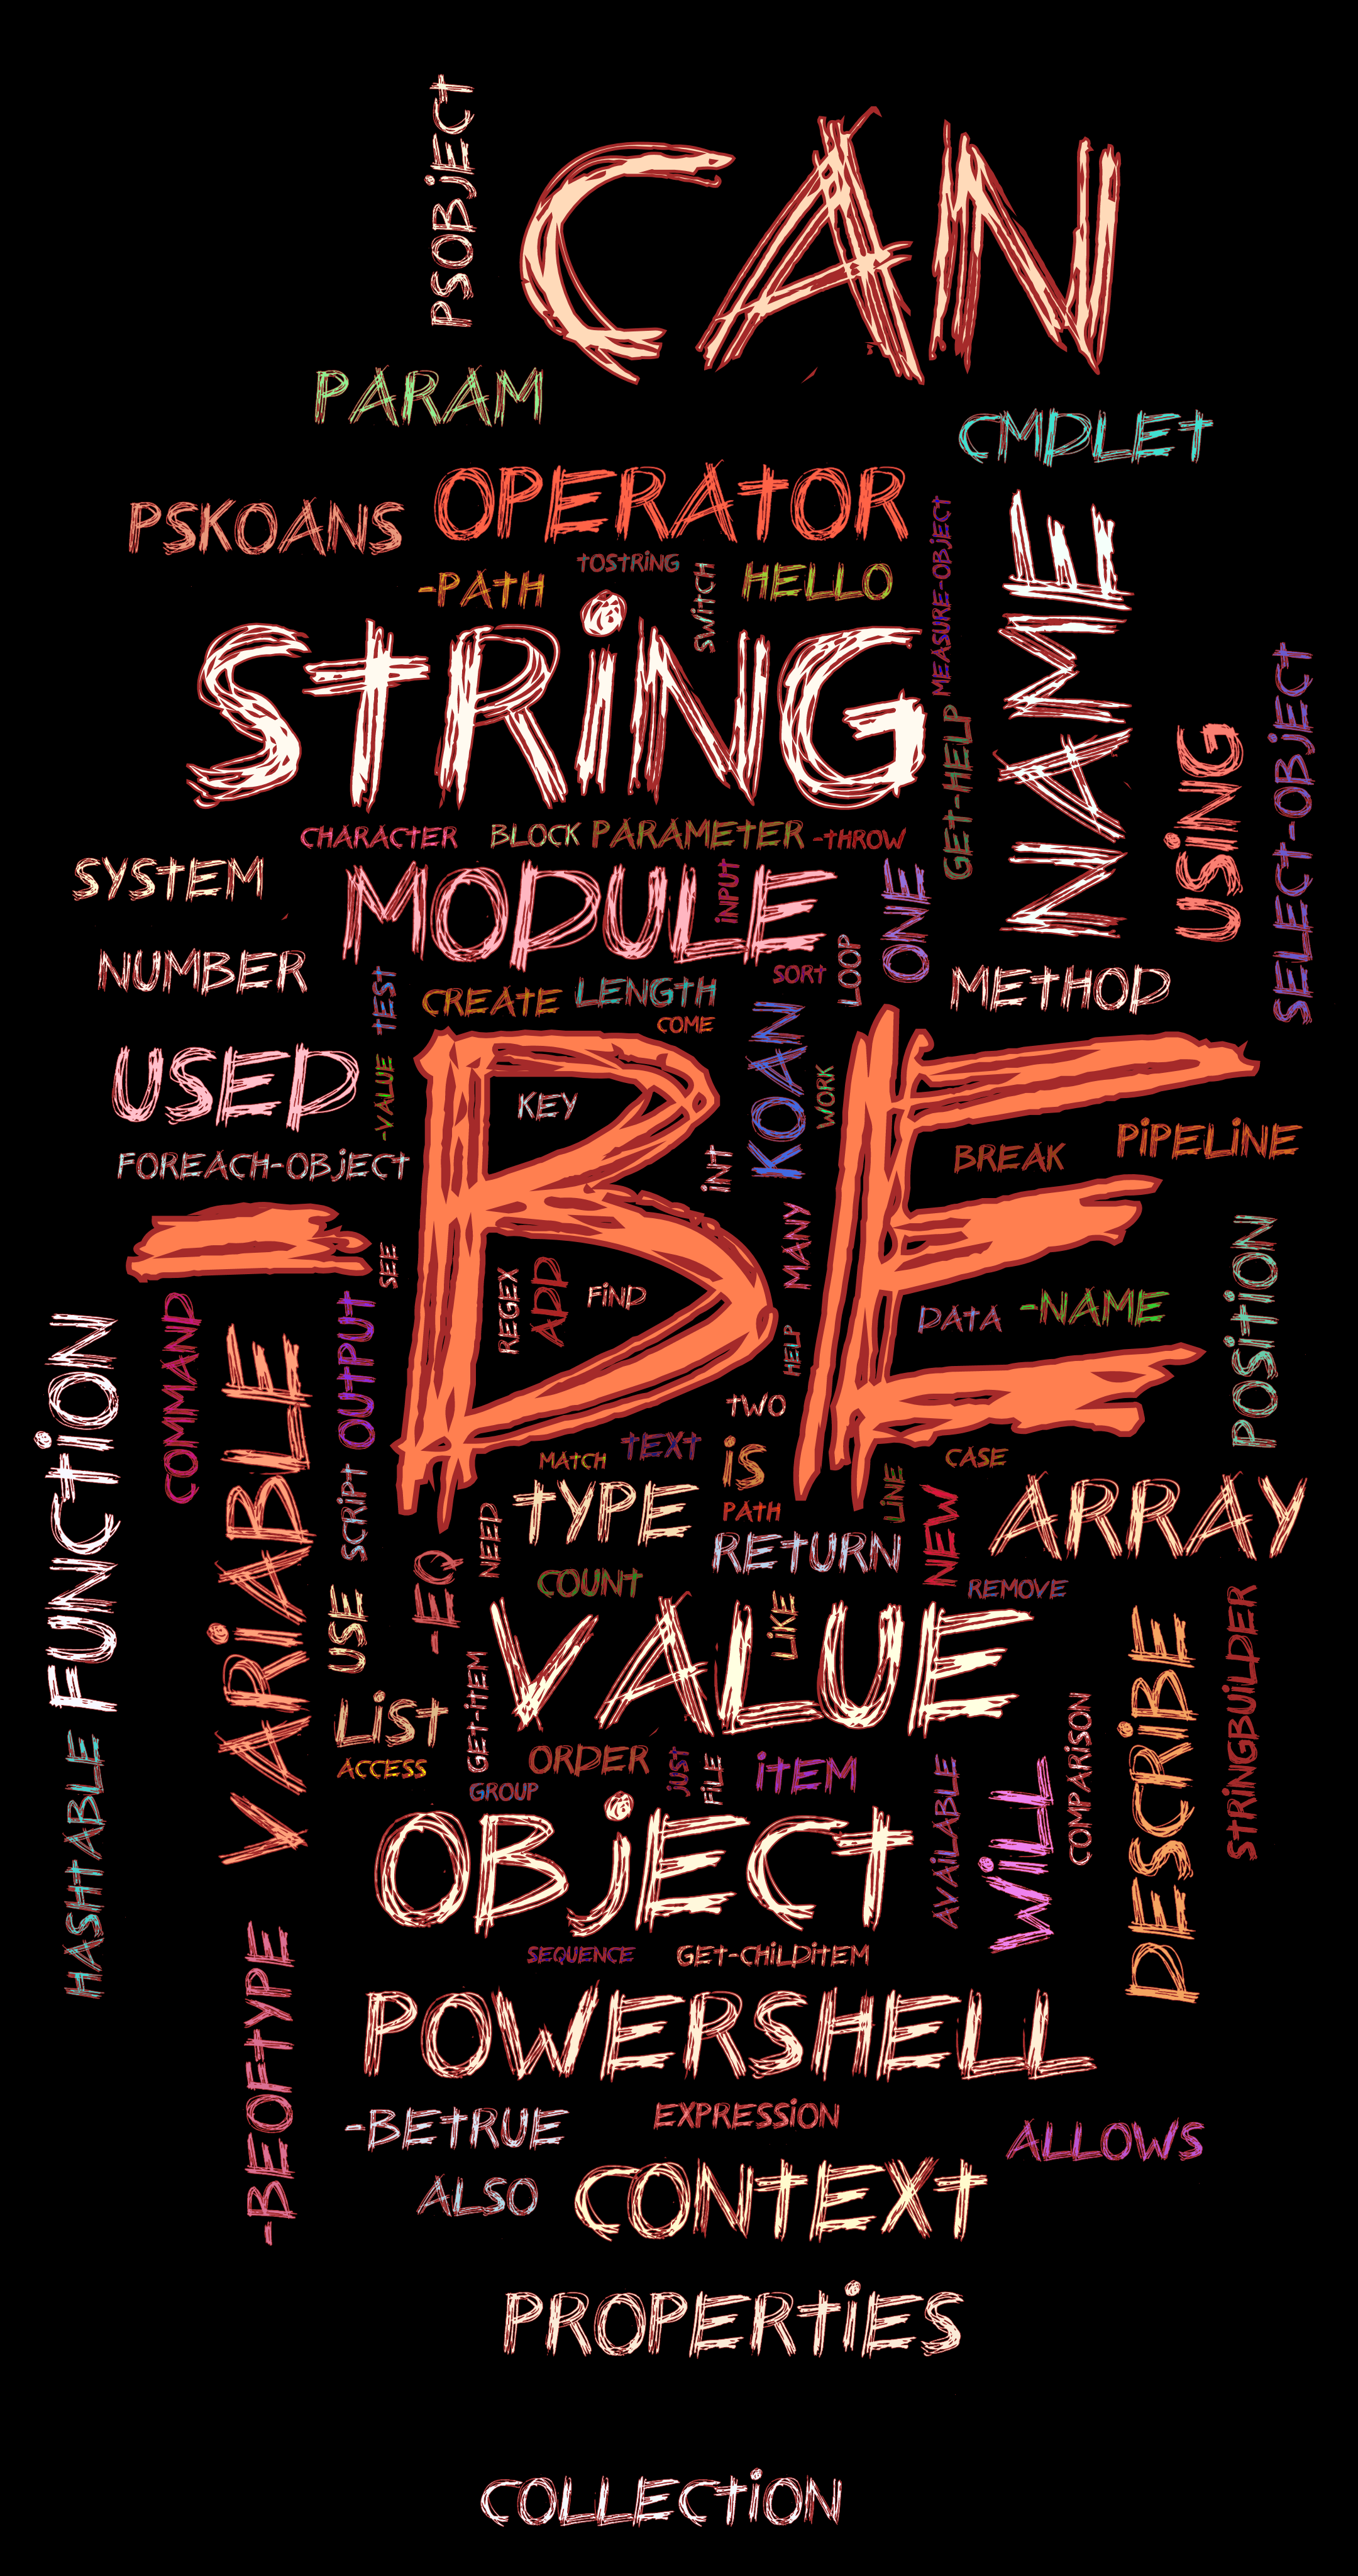 PSOBJECT
CAN
PARAM
CMDLET
OPERATOR
PSKOANS
NAME
MEASURE-OBJECT
TOSTRING
SWITCH
HELLO
-PATH
STRING
SELECT-OBJECT
GET-HELP
USING
CHARACTER
BLOCK
PARAMETER
-THROW
SYSTEM
MODULE
INPUT
ONE
NUMBER
LOOP
SORT
METHOD
TEST
CREATE
LENGTH
COME
KOAN
USED
-BE
-VALUE
KEY
WORK
PIPELINE
BREAK
FOREACH-OBJECT
INT
MANY
POSITION
SEE
REGEX
ADD
FIND
DATA
-NAME
COMMAND
OUTPUT
FUNCTION
VARIABLE
HELP
TWO
TEXT
IS
MATCH
CASE
SCRIPT
TYPE
PATH
LINE
NEW
ARRAY
NEED
RETURN
-EQ
COUNT
REMOVE
USE
VALUE
LIKE
DESCRIBE
STRINGBUILDER
GET-ITEM
LIST
COMPARISON
HASHTABLE
ACCESS
ORDER
JUST
FILE
ITEM
AVAILABLE
WILL
GROUP
OBJECT
SEQUENCE
GET-CHILDITEM
-BEOFTYPE
POWERSHELL
-BETRUE
EXPRESSION
ALLOWS
ALSO
CONTEXT
PROPERTIES
COLLECTION